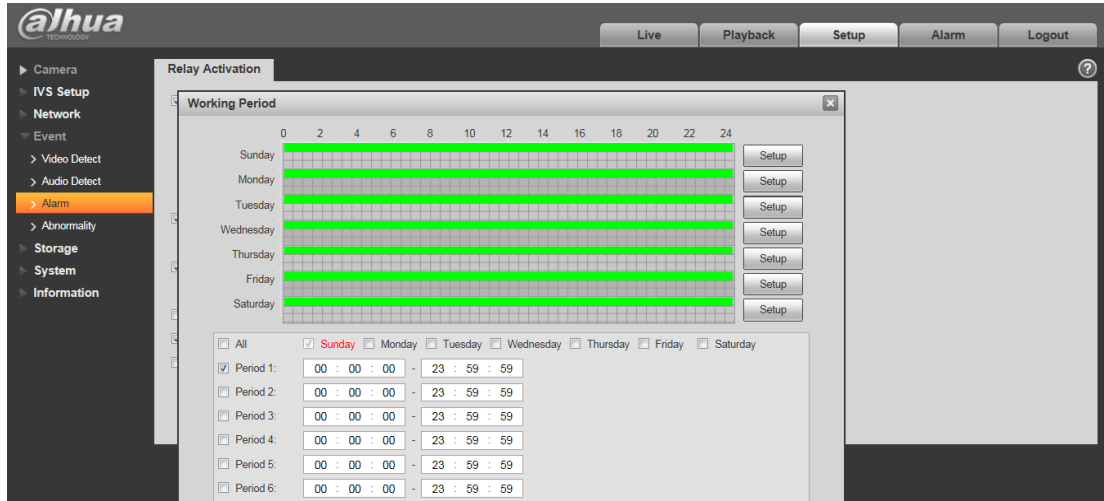 alhua
TECHNOLOGY
Live Playback Setup Alarm Logout
Camera
IVS Setup
Network
Event
Video Detect
Audio Detect
Alarm
Abnormality
Storage
System
Information
Relay Activation
?
Working Period
0 2 4 6 8 10 12 14 16 18 20 22 24
Sunday Setup
Monday Setup
Tuesday Setup
Wednesday Setup
Thursday Setup
Friday Setup
Saturday Setup
All Sunday Monday Tuesday Wednesday Thursday Friday Saturday
Period 1: 00 : 00 : 00 - 23 : 59 : 59
Period 2: 00 : 00 : 00 - 23 : 59 : 59
Period 3: 00 : 00 : 00 - 23 : 59 : 59
Period 4: 00 : 00 : 00 - 23 : 59 : 59
Period 5: 00 : 00 : 00 - 23 : 59 : 59
Period 6: 00 : 00 : 00 - 23 : 59 : 59